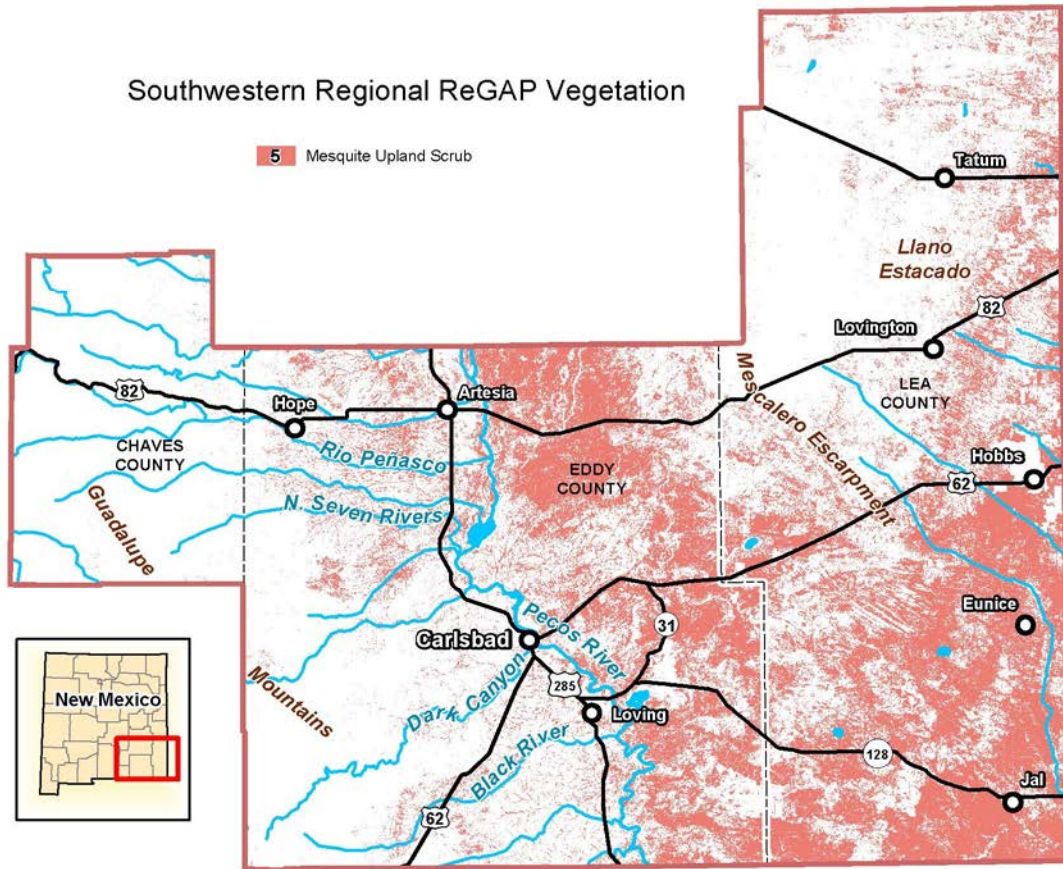 Southwestern Regional ReGAP Vegetation
5 Mesquite Upland Scrub
Tatum
Llano
Estacado
82
Lovington
LEA
COUNTY
Mescalero Escarpment
Hobbs
62
82
Hope
Artesia
CHAVES
COUNTY
Rio Peñasco
EDDY
COUNTY
N. Seven Rivers
Guadalupe
Mountains
Eunice
31
Pecos River
Carlsbad
285
Dark Canyon
Loving
Black River
128
Jal
62
New Mexico